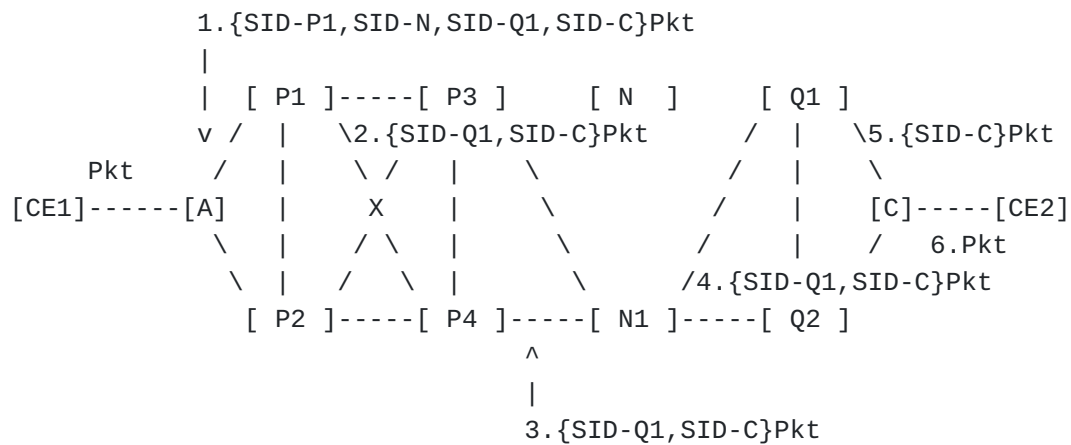 1.{SID-P1,SID-N,SID-Q1,SID-C}Pkt
|
| [ P1 ]-----[ P3 ] [ N ] [ Q1 ]
v / | \2.{SID-Q1,SID-C}Pkt / | \5.{SID-C}Pkt
Pkt / | \ / | \ / | \
[CE1]------[A] | X | \ / | [C]-----[CE2]
\ | / \ | \ / | / 6.Pkt
\ | / \ | \ /4.{SID-Q1,SID-C}Pkt
[ P2 ]-----[ P4 ]-----[ N1 ]-----[ Q2 ]
^
|
3.{SID-Q1,SID-C}Pkt